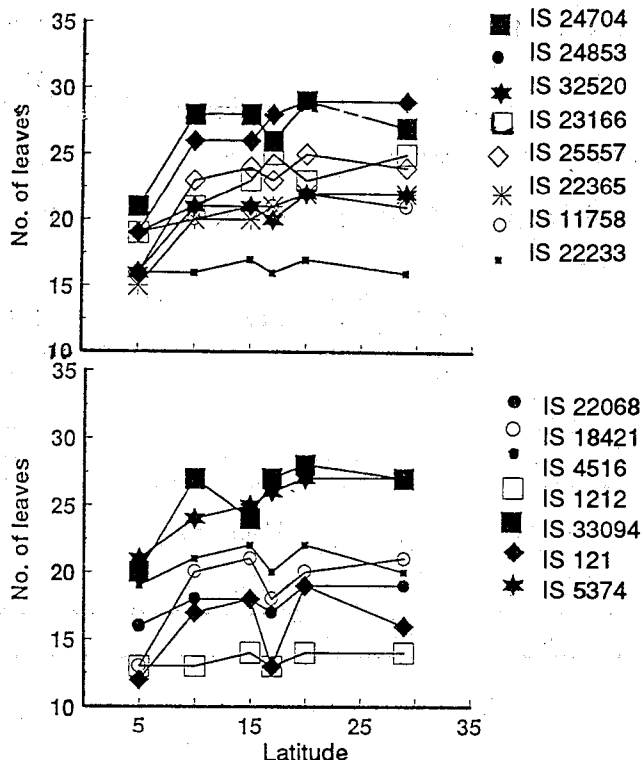 35
30
25
20
15
10
No. of leaves
IS 24704
IS 24853
IS 32520
IS 23166
IS 25557
IS 22365
IS 11758
IS 22233
35
30
25
20
15
10
No. of leaves
5
15
25
35
Latitude
IS 22068
IS 18421
IS 4516
IS 1212
IS 33094
IS 121
IS 5374